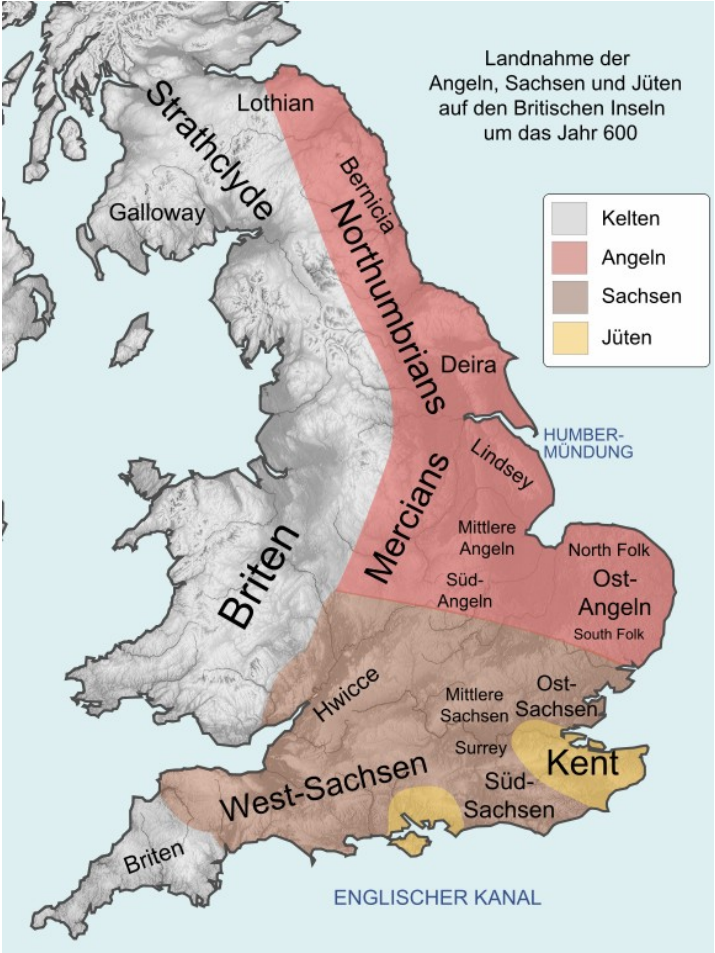 Landnahme der
Angeln, Sachsen und Jüten
auf den Britischen Inseln
um das Jahr 600
Kelten
Angeln
Sachsen
Jüten
Strathclyde
Lothian
Galloway
Bernicia
Northumbrians
Deira
HUMBER-
MÜNDUNG
Lindsey
Mercians
Mittlere
Angeln
Süd-
Angeln
North Folk
Ost-
Angeln
South Folk
Briten
Hwicce
Mittlere
Sachsen
Ost-
Sachsen
Surrey
Kent
West-Sachsen
Süd-
Sachsen
Briten
ENGLISCHER KANAL